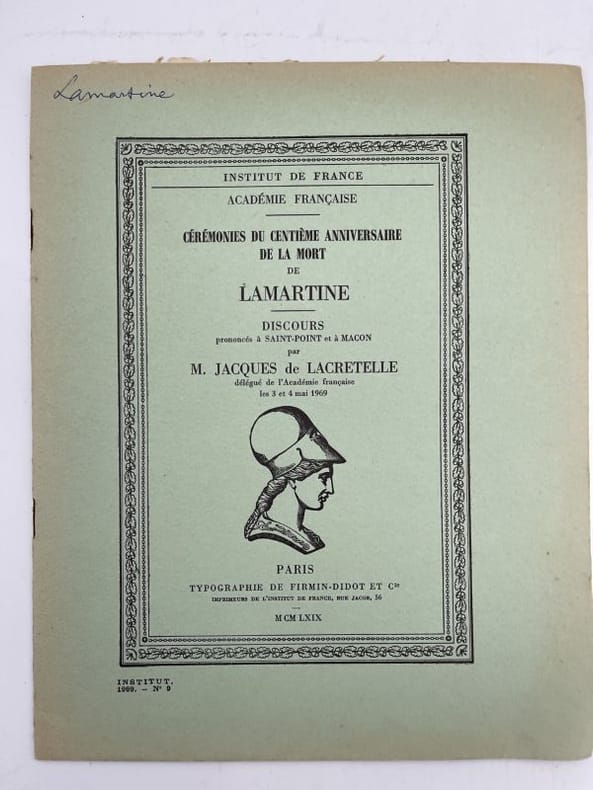 Lamartine
INSTITUT DE FRANCE
ACADÉMIE FRANÇAISE
CÉRÉMONIES DU CENTIÈME ANNIVERSAIRE
DE LA MORT
DE
LAMARTINE
DISCOURS
prononcés à SAINT-POINT et à MACON
par
M. JACQUES de LACRETELLE
délégué de l'Académie française
les 3 et 4 mai 1969
PARIS
TYPOGRAPHIE DE FIRMIN-DIDOT ET Cie
IMPRIMEURS DE L'INSTITUT DE FRANCE, RUE JACOB, 56
MCMLXIX
INSTITUT.
1969. — N° 9